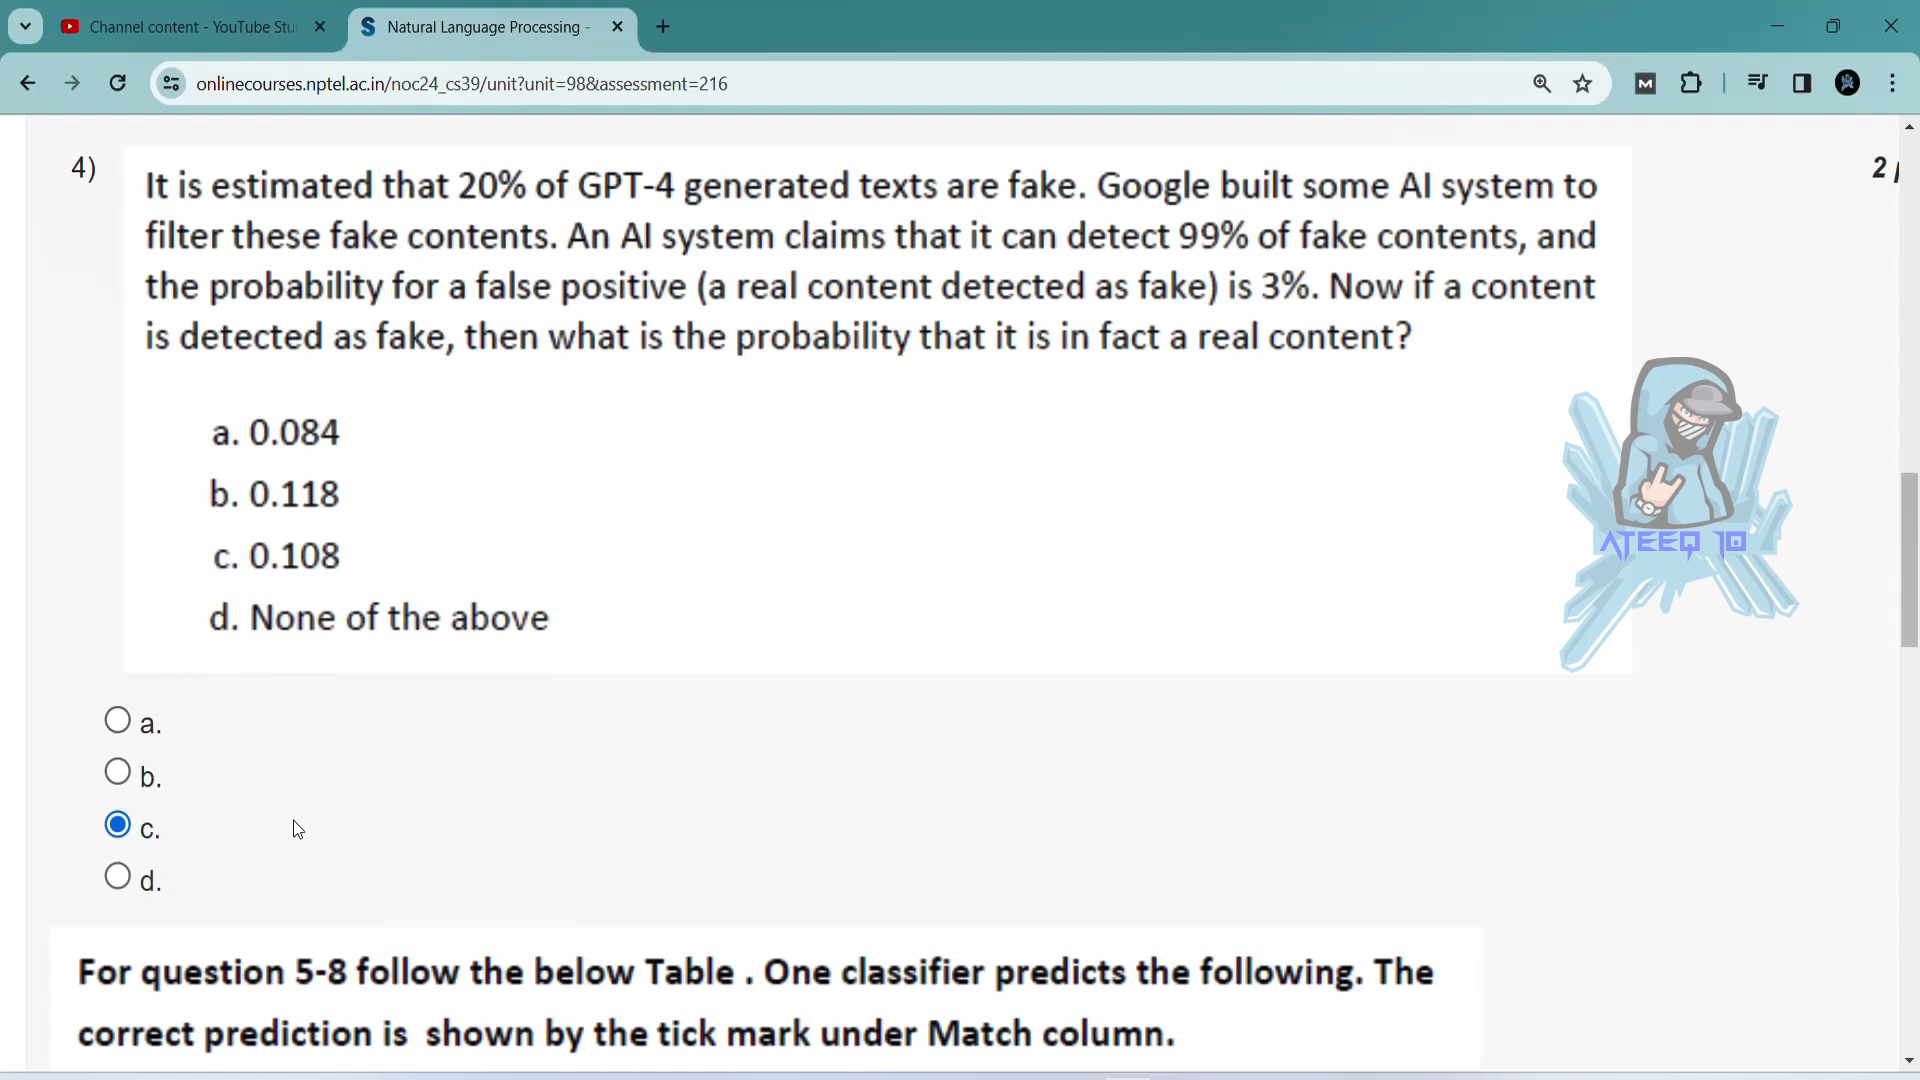 Channel content - YouTube Stu
Natural Language Processing -
onlinecourses.nptel.ac.in/noc24_cs39/unit?unit=98&assessment=216
4)
2
It is estimated that 20% of GPT-4 generated texts are fake. Google built some AI system to
filter these fake contents. An AI system claims that it can detect 99% of fake contents, and
the probability for a false positive (a real content detected as fake) is 3%. Now if a content
is detected as fake, then what is the probability that it is in fact a real content?
a. 0.084
b. 0.118
c. 0.108
d. None of the above
ATEEQ 10
a.
b.
c.
d.
For question 5-8 follow the below Table . One classifier predicts the following. The
correct prediction is shown by the tick mark under Match column.